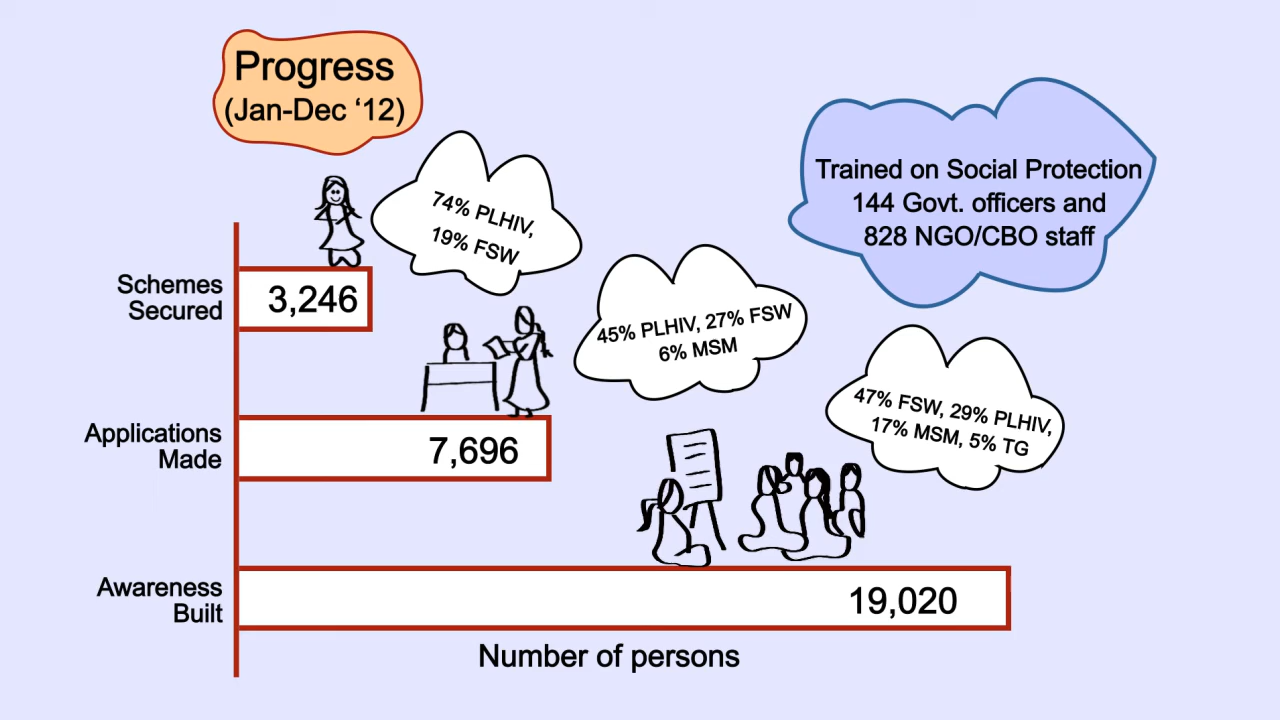 Progress
(Jan-Dec ‘12)
Trained on Social Protection
144 Govt. officers and
828 NGO/CBO staff
74% PLHIV,
19% FSW
Schemes
Secured
3,246
45% PLHIV, 27% FSW
6% MSM
47% FSW, 29% PLHIV,
17% MSM, 5% TG
Applications
Made
7,696
Awareness
Built
19,020
Number of persons